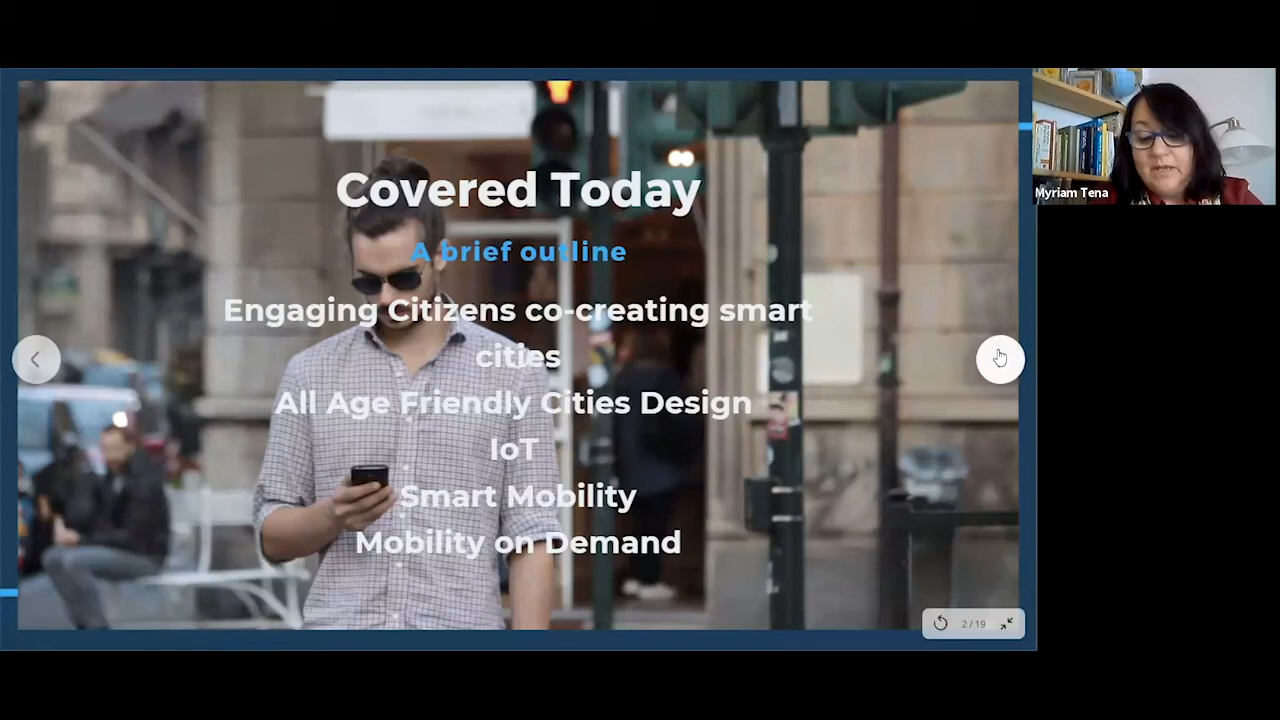 Covered Today
A brief outline
Engaging Citizens co-creating smart
cities
All Age Friendly Cities Design
IoT
Smart Mobility
Mobility on Demand
2 / 19
Myriam Tena